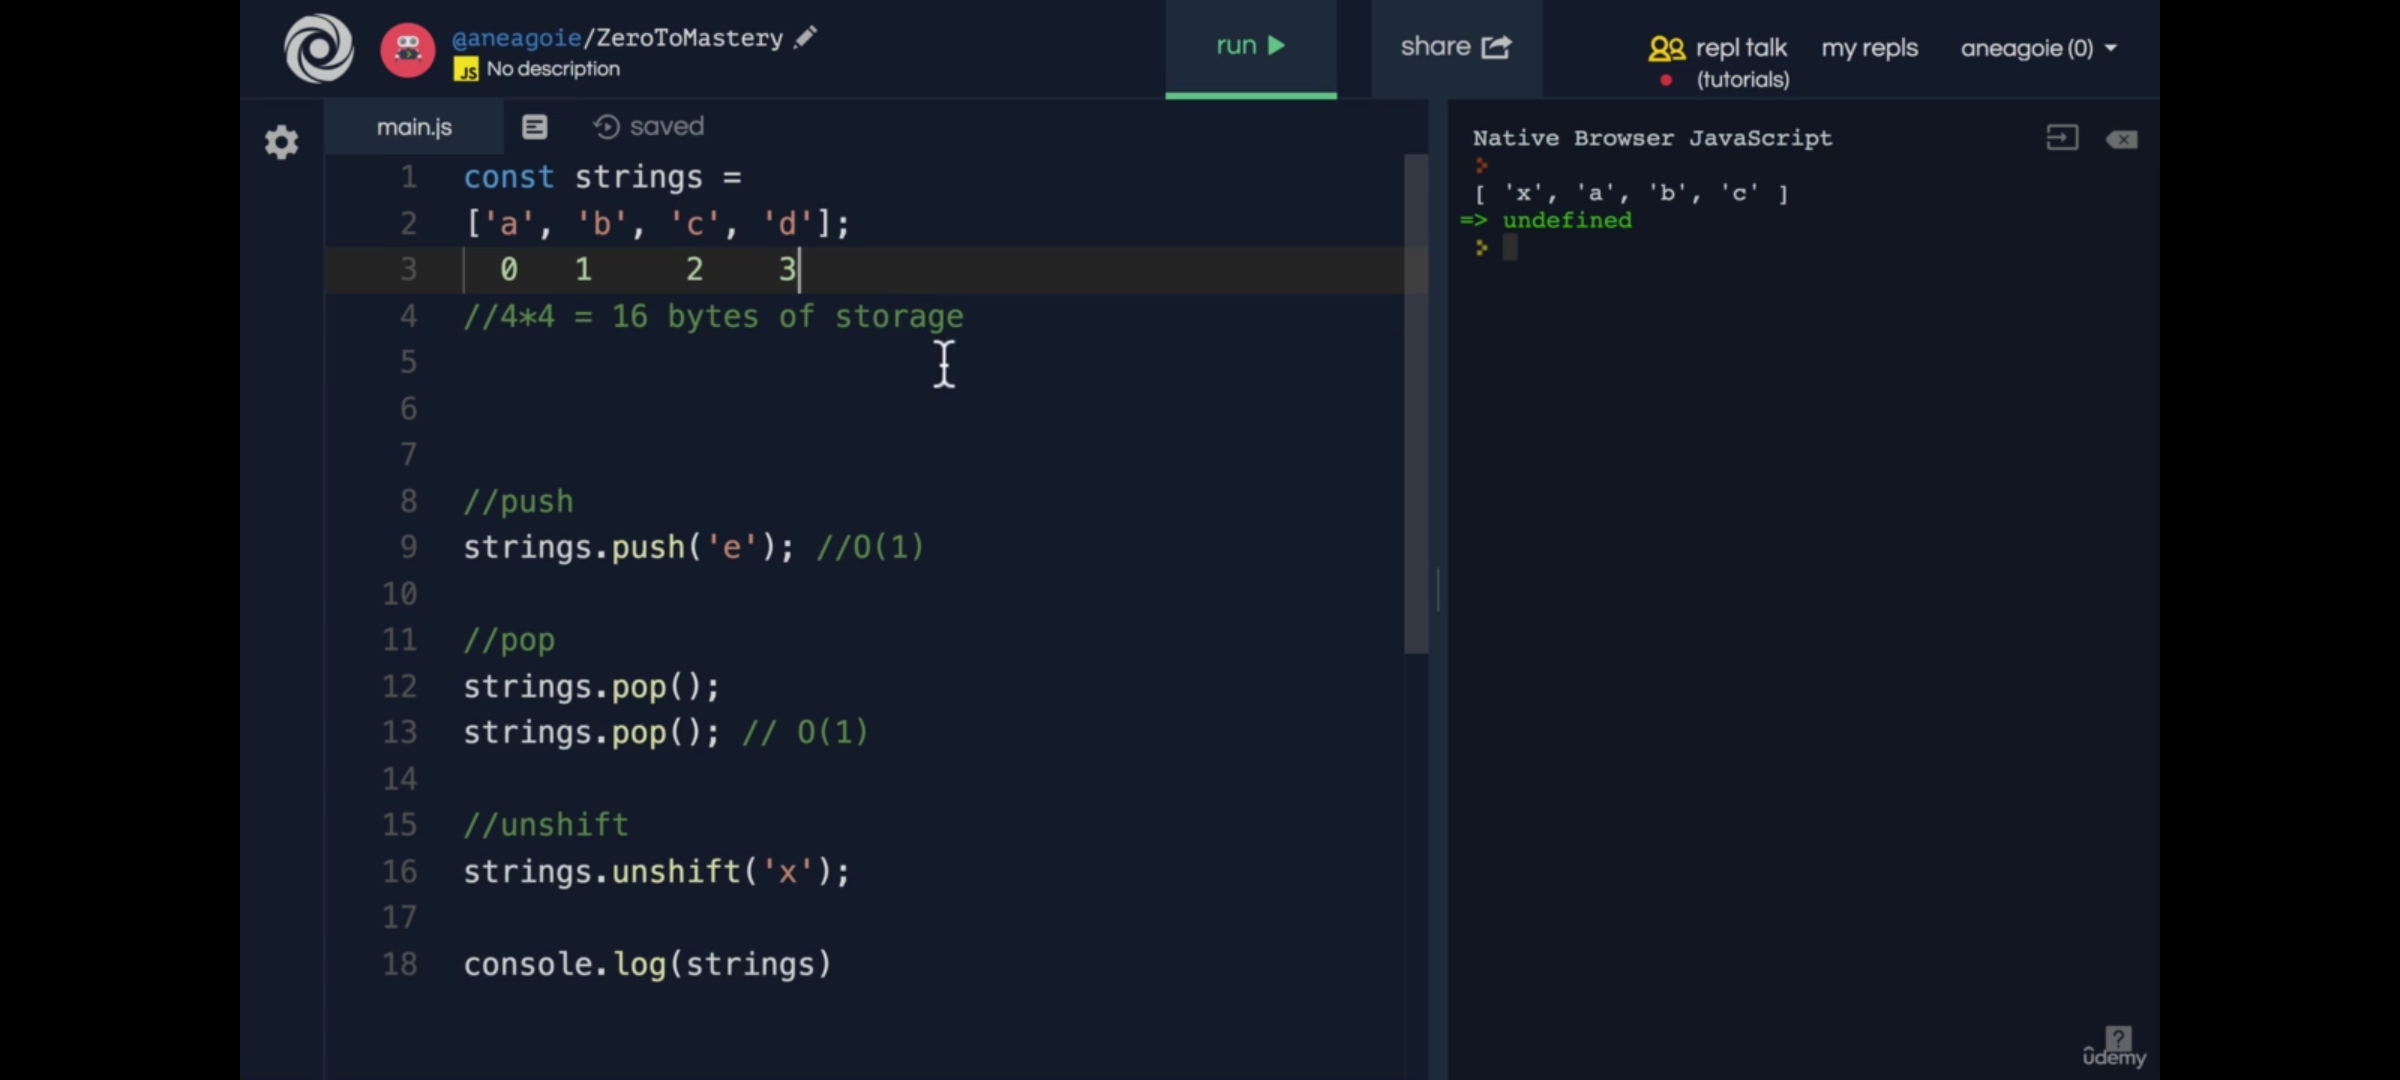 @aneagoie/ZeroToMastery
JS No description
run
share
repl talk
(tutorials)
my repls
aneagoie (0)
main.js
saved
1 const strings =
2 ['a', 'b', 'c', 'd'];
3 0 1 2 3
4 //4*4 = 16 bytes of storage
5
6
7
8 //push
9 strings.push('e'); //O(1)
10
11 //pop
12 strings.pop();
13 strings.pop(); // O(1)
14
15 //unshift
16 strings.unshift('x');
17
18 console.log(strings)
Native Browser JavaScript
[ 'x', 'a', 'b', 'c' ]
=> undefined
?
ûdemy